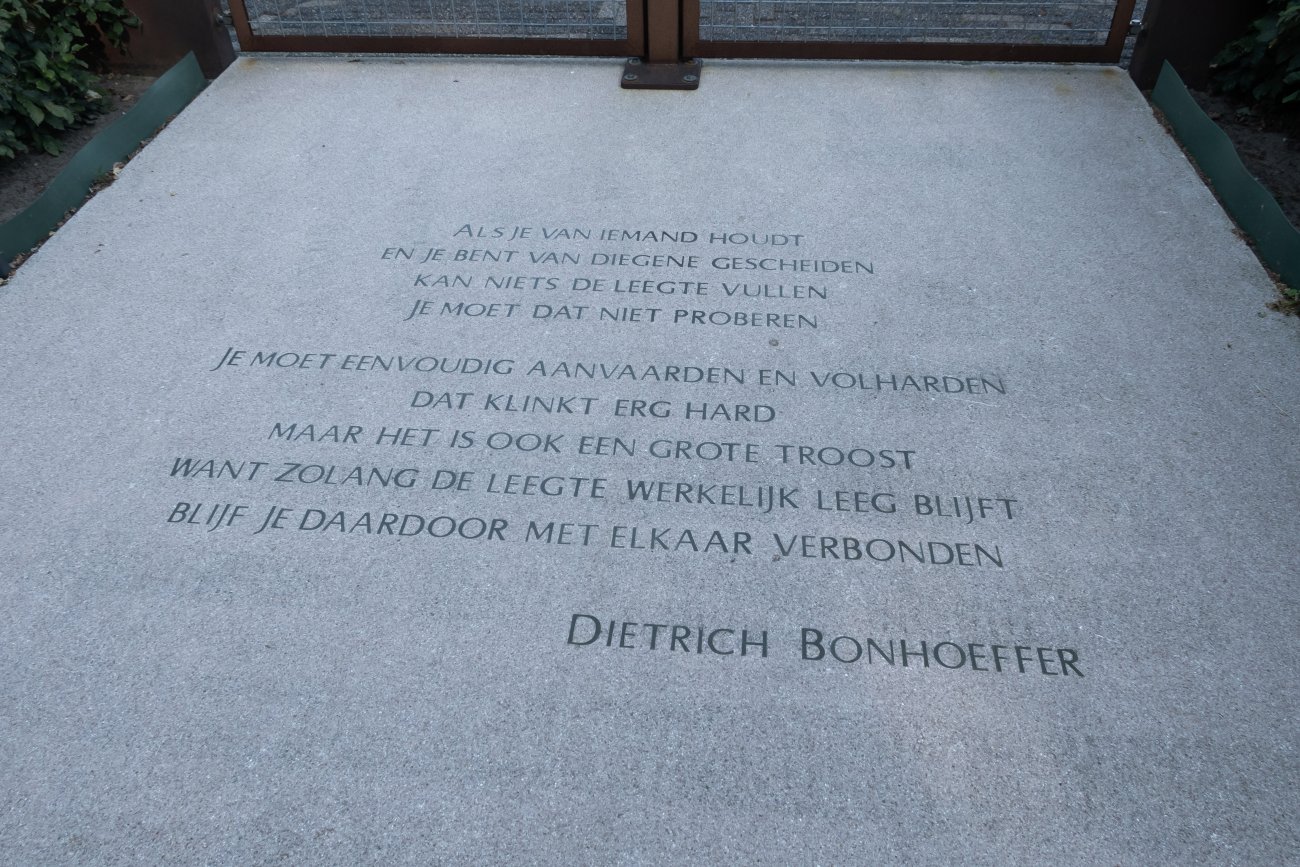 ALS JE VAN IEMAND HOUDT
EN JE BENT VAN DIEGENE GESCHEIDEN
KAN NIETS DE LEEGTE VULLEN
JE MOET DAT NIET PROBEREN
JE MOET EENVOUDIG AANVAARDEN EN VOLHARDEN
DAT KLINKT ERG HARD
MAAR HET IS OOK EEN GROTE TROOST
WANT ZOLANG DE LEEGTE WERKELIJK LEEG BLIJFT
BLIJF JE DAARDOOR MET ELKAAR VERBONDEN
DIETRICH BONHOEFFER